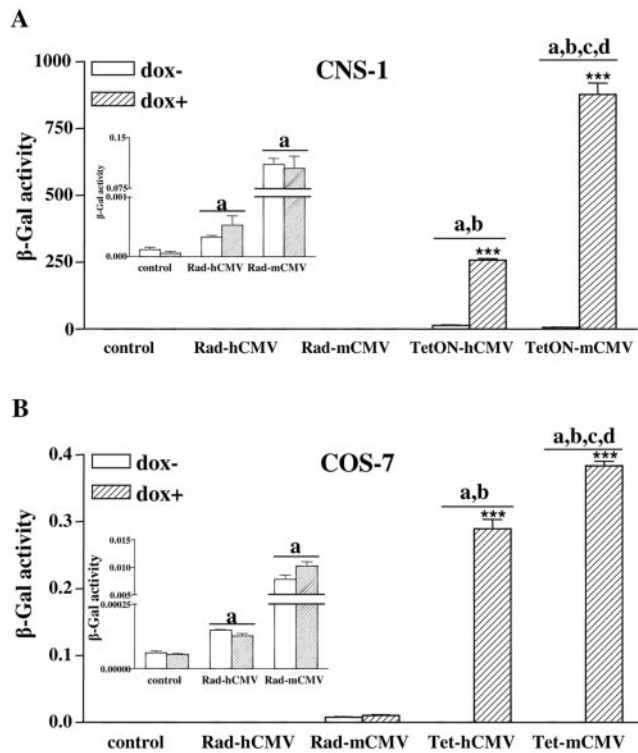 A
CNS-1
dox-
dox+
a,b,c,d
***
1000
750
500
250
0
β-Gal activity
0.15
0.075
0.001
0.000
β-Gal activity
a
a
control Rad-hCMV Rad-mCMV
a,b
***
control Rad-hCMV Rad-mCMV TetON-hCMV TetON-mCMV
B
COS-7
dox-
dox+
a,b,c,d
***
0.4
0.3
0.2
0.1
0.0
β-Gal activity
0.015
0.010
0.005
0.00025
0.00000
β-Gal activity
a
a
control Rad-hCMV Rad-mCMV
a,b
***
control Rad-hCMV Rad-mCMV Tet-hCMV Tet-mCMV